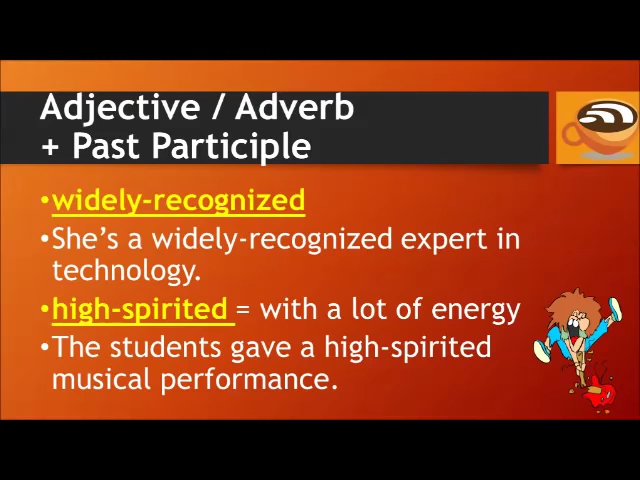 Adjective / Adverb
+ Past Participle
•widely-recognized
•She's a widely-recognized expert in
technology.
•high-spirited = with a lot of energy
•The students gave a high-spirited
musical performance.